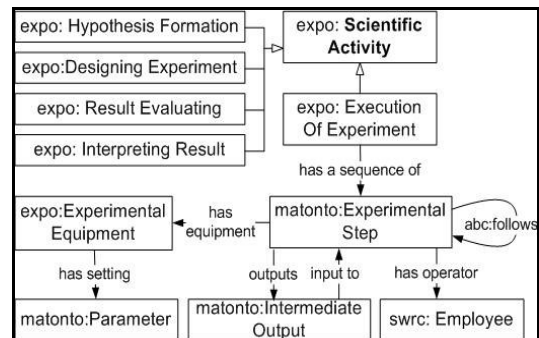 expo: Hypothesis Formation
expo:Designing Experiment
expo: Result Evaluating
expo: Interpreting Result
expo: Scientific
Activity
expo: Execution
Of Experiment
has a sequence of
expo:Experimental
Equipment
has
equipment
matonto:Experimental
Step
abc:follows
has setting
outputs
input to
has operator
matonto:Parameter
matonto:Intermediate
Output
swrc: Employee